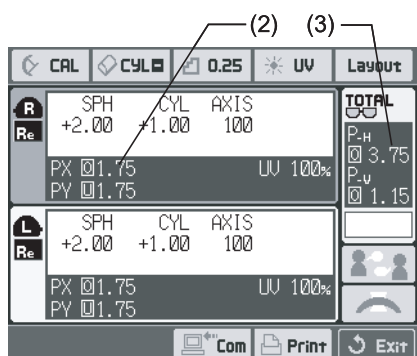 (2) (3)
CAL CYL 0.25 UV Layout
R SPH CYL AXIS
Re +2.00 +1.00 100
PX O 1.75 UV 100%
PY U 1.75
L SPH CYL AXIS
Re +2.00 +1.00 100
PX O 1.75 UV 100%
PY U 1.75
TOTAL
P-H
O 3.75
P-V
O 1.15
Com Print Exit